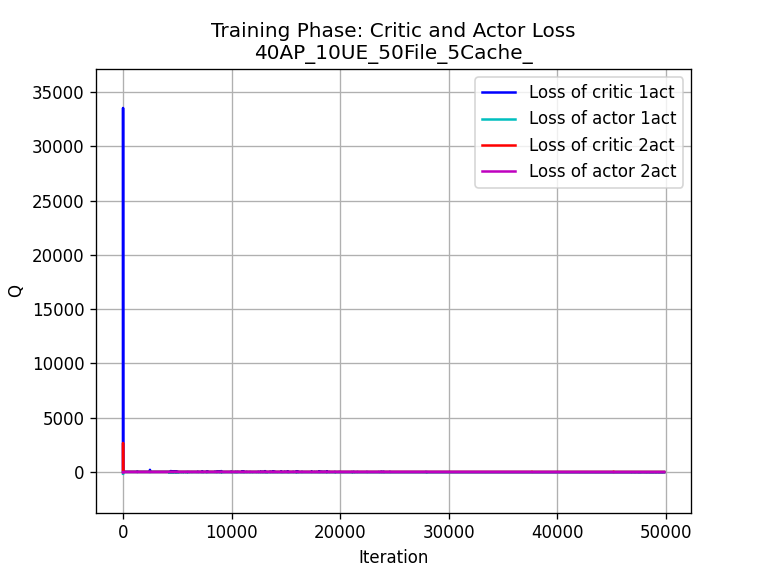 Training Phase: Critic and Actor Loss
40AP_10UE_50File_5Cache_
Loss of critic 1act
Loss of actor 1act
Loss of critic 2act
Loss of actor 2act
35000
30000
25000
20000
15000
10000
5000
0
Q
0 10000 20000 30000 40000 50000
Iteration